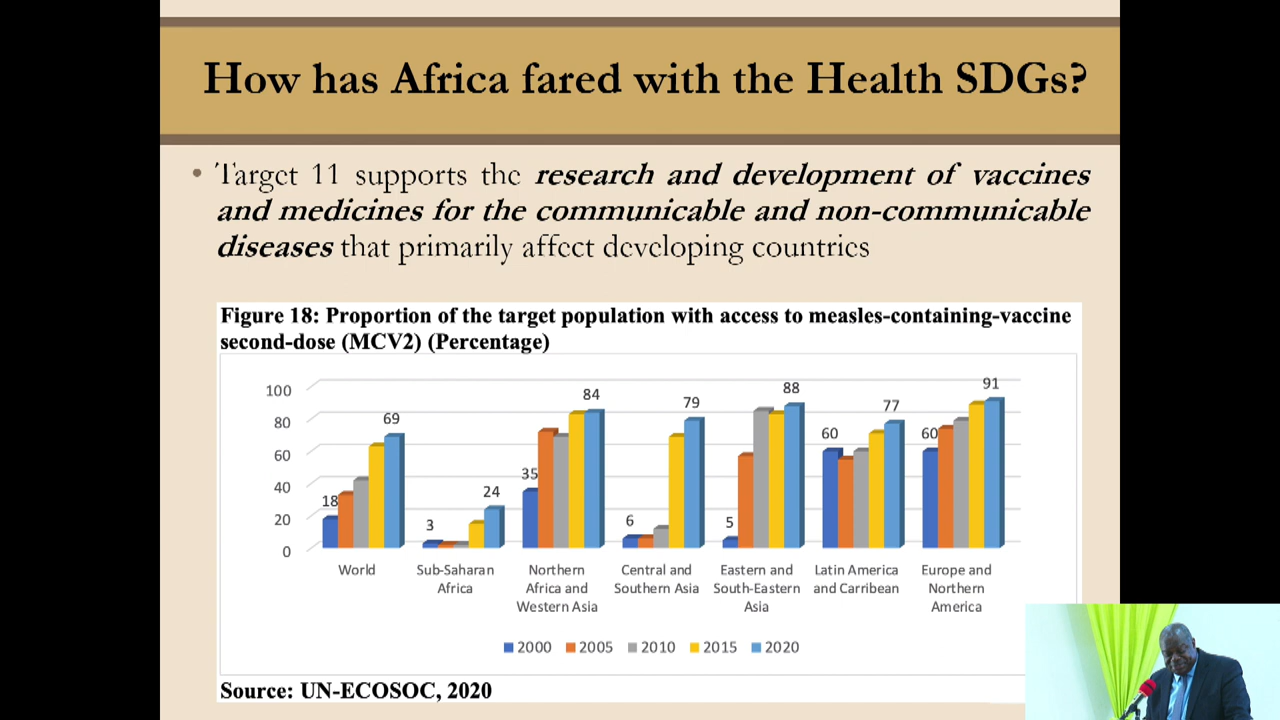 How has Africa fared with the Health SDGs?
• Target 11 supports the research and development of vaccines
and medicines for the communicable and non-communicable
diseases that primarily affect developing countries
Figure 18: Proportion of the target population with access to measles-containing-vaccine
second-dose (MCV2) (Percentage)
100
80
60
40
20
0
18
69
3
24
35
84
6
79
5
88
60
77
60
91
World
Sub-Saharan
Africa
Northern
Africa and
Western Asia
Central and
Southern Asia
Eastern and
South-Eastern
Asia
Latin America
and Carribean
Europe and
Northern
America
2000 2005 2010 2015 2020
Source: UN-ECOSOC, 2020